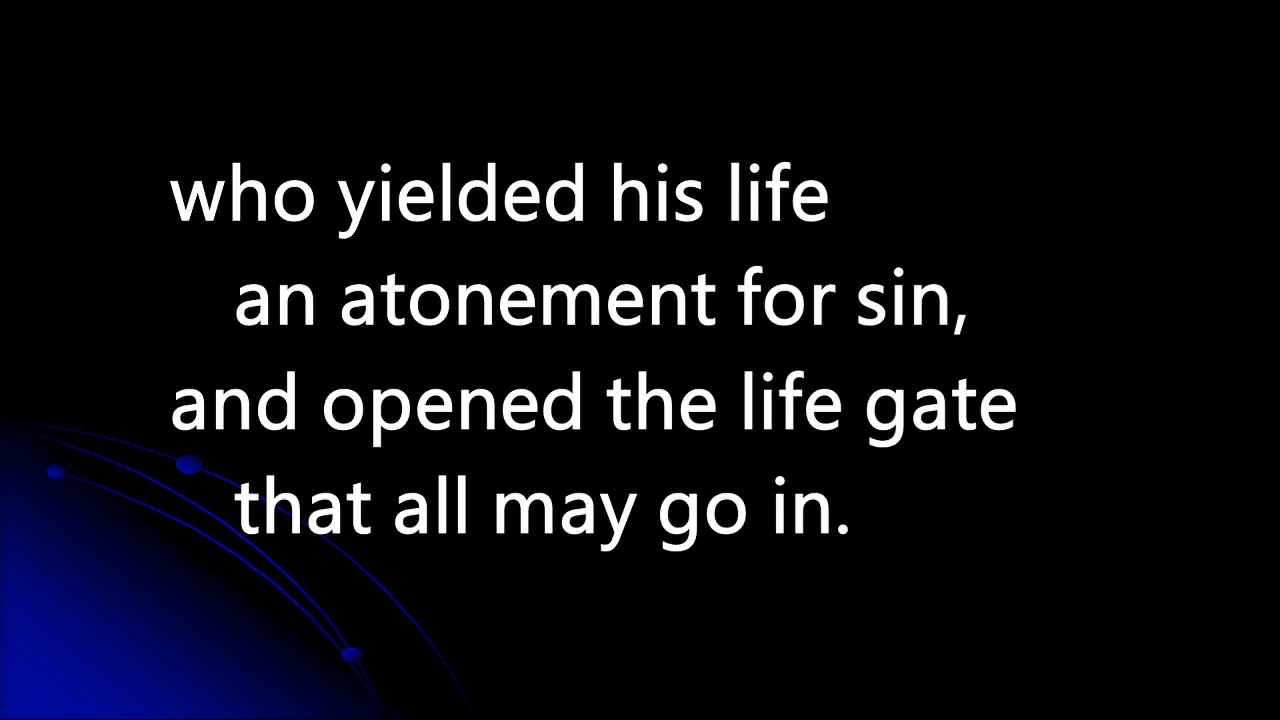 who yielded his life
an atonement for sin,
and opened the life gate
that all may go in.